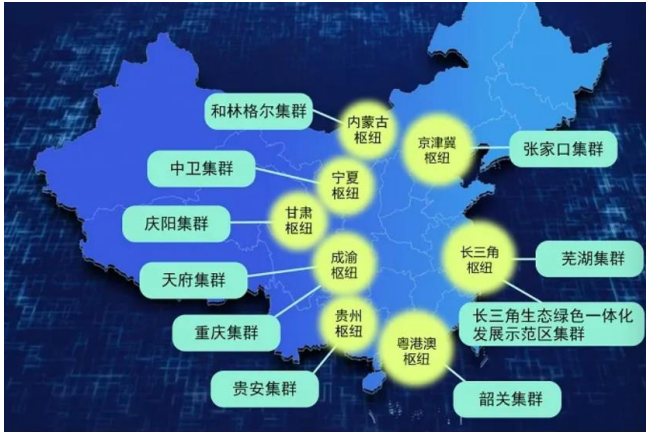 和林格尔集群
内蒙古
枢纽
京津冀
枢纽
张家口集群
中卫集群
宁夏
枢纽
庆阳集群
甘肃
枢纽
天府集群
成渝
枢纽
长三角
枢纽
芜湖集群
重庆集群
贵州
枢纽
长三角生态绿色一体化
发展示范区集群
粤港澳
枢纽
贵安集群
韶关集群